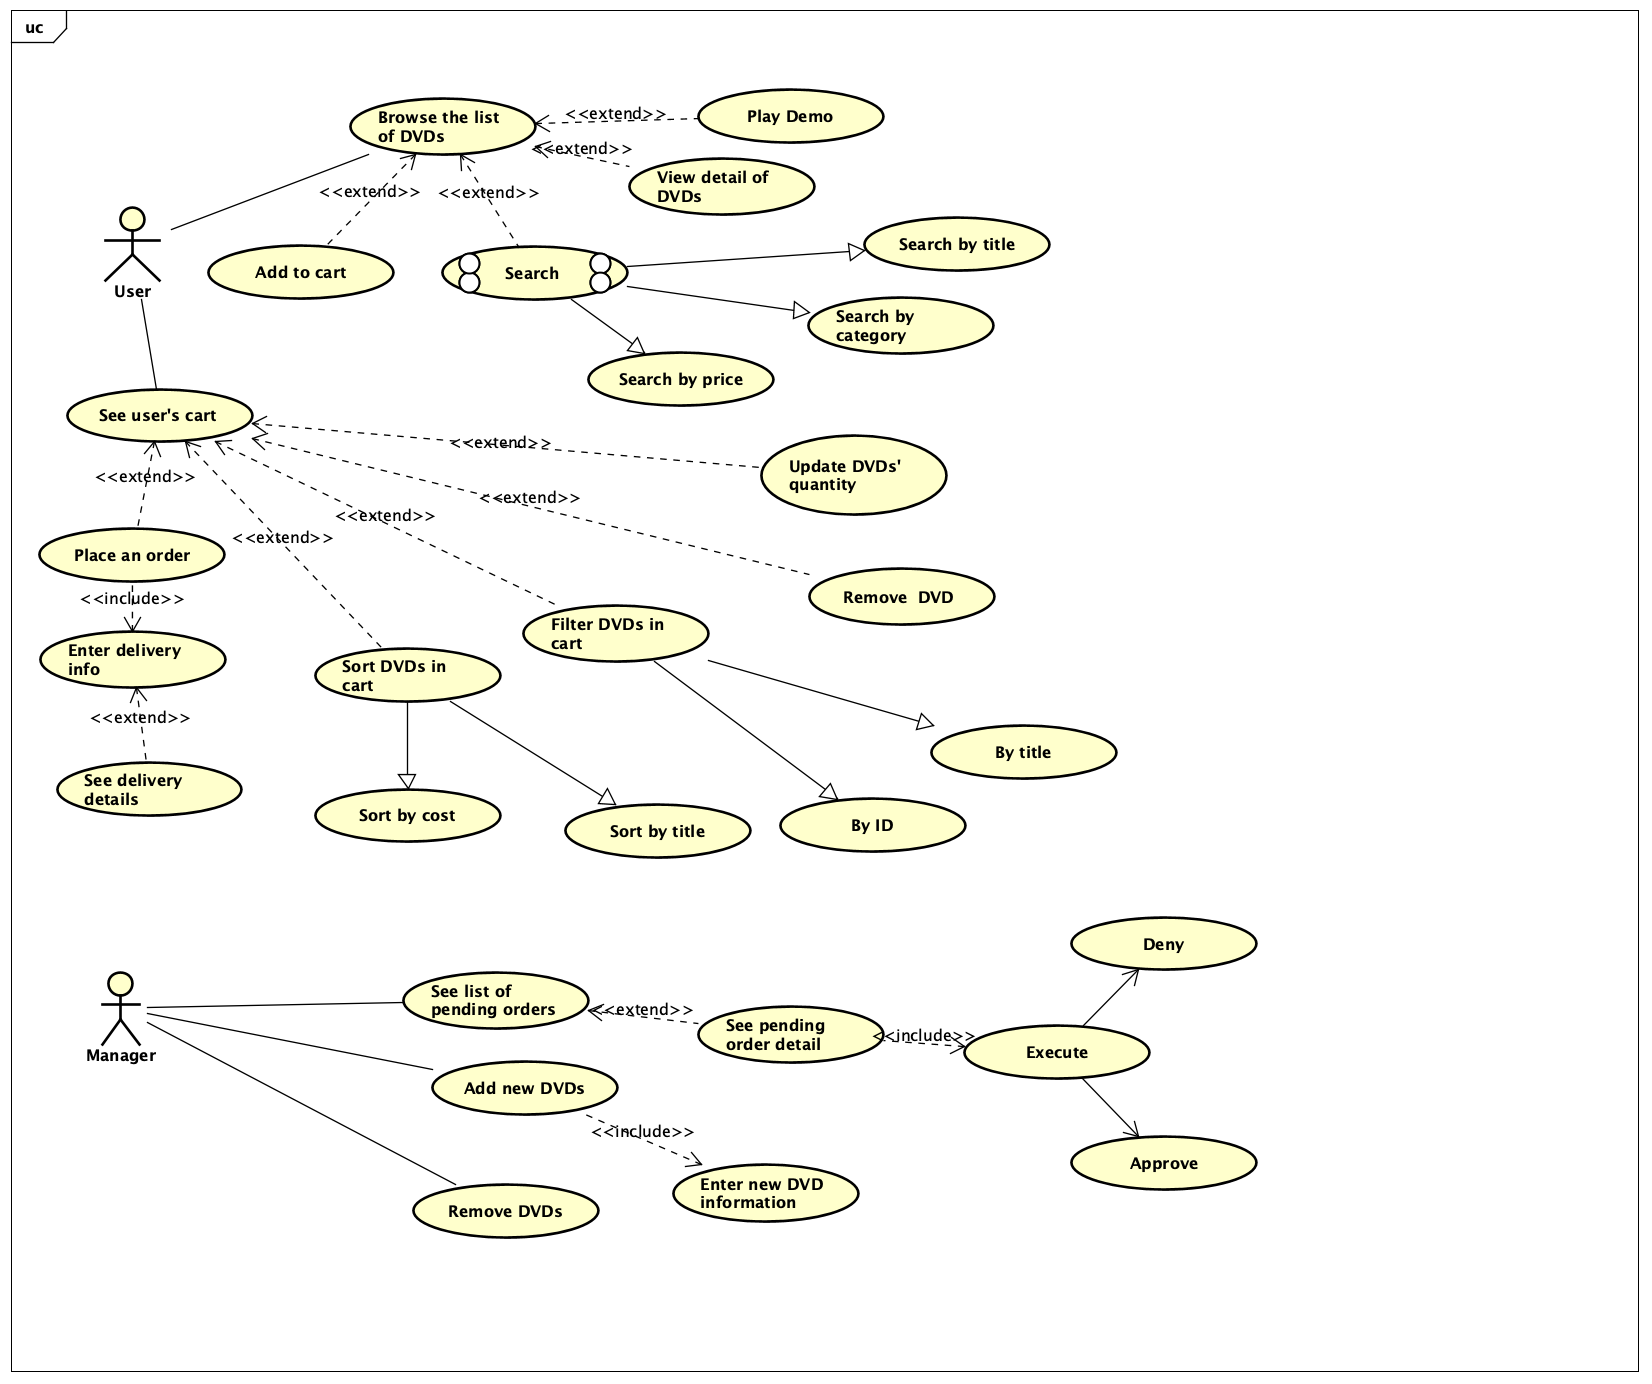 uc
Browse the list
of DVDs
<<extend>>
Play Demo
<<extend>>
View detail of
DVDs
<<extend>>
<<extend>>
User
Add to cart
Search
Search by title
Search by
category
Search by price
See user's cart
<<extend>>
Update DVDs'
quantity
<<extend>>
<<extend>>
<<extend>>
<<extend>>
Place an order
Remove  DVD
<<include>>
Filter DVDs in
cart
Enter delivery
info
Sort DVDs in
cart
<<extend>>
By title
See delivery
details
Sort by cost
Sort by title
By ID
Manager
See list of
pending orders
<<extend>>
See pending
order detail
<<include>>
Execute
Deny
Approve
Add new DVDs
<<include>>
Enter new DVD
information
Remove DVDs